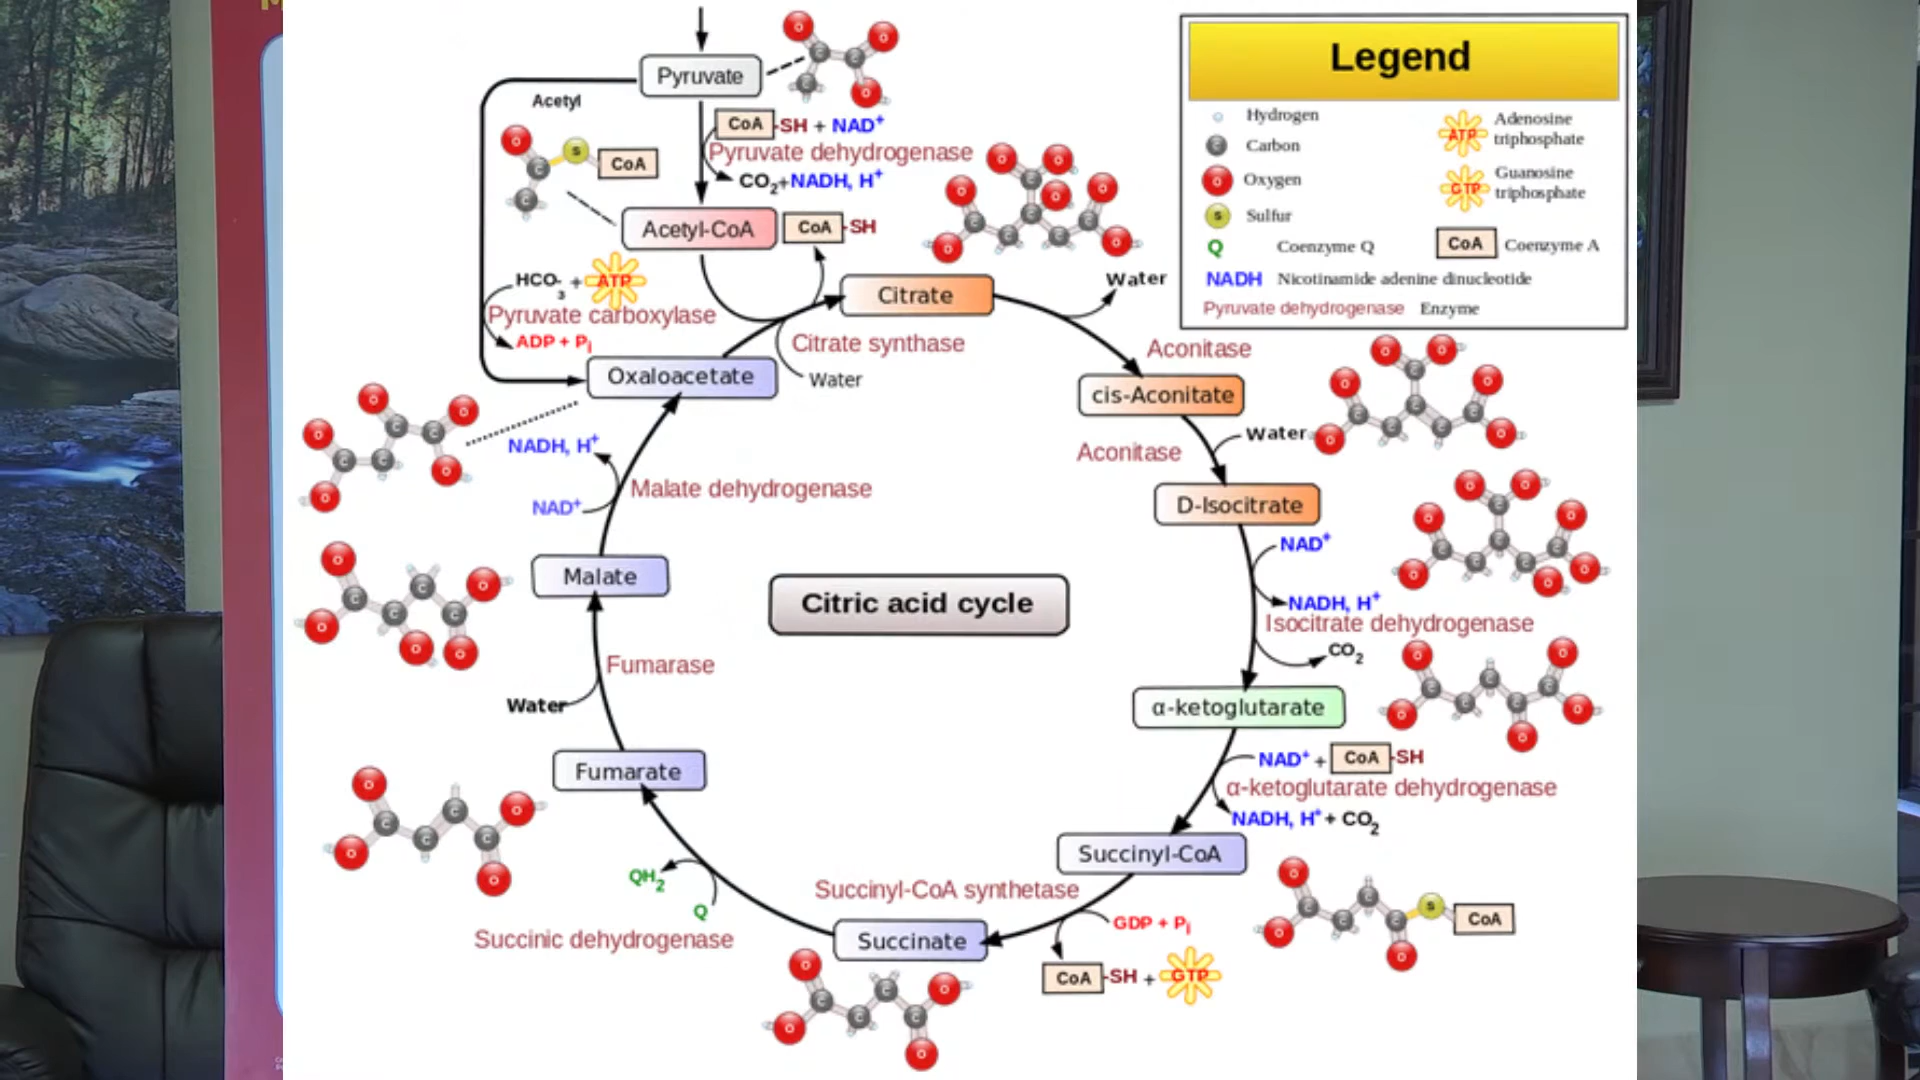 Pyruvate
Acetyl
CoA-SH + NAD+
Pyruvate dehydrogenase
CO2+NADH, H+
S CoA
Acetyl-CoA
CoA-SH
HCO3- + ATP
Pyruvate carboxylase
ADP + Pi
Citrate
Water
Citrate synthase
Water
Oxaloacetate
Aconitase
cis-Aconitate
Water
Aconitase
D-Isocitrate
NAD+
NADH, H+
Isocitrate dehydrogenase
CO2
α-ketoglutarate
NAD+ + CoA-SH
α-ketoglutarate dehydrogenase
NADH, H+ + CO2
Succinyl-CoA
S CoA
Succinyl-CoA synthetase
GDP + Pi
CoA-SH + GTP
Succinate
Succinic dehydrogenase
Q
QH2
Fumarate
Water
Fumarase
Malate
NAD+
Malate dehydrogenase
NADH, H+
Citric acid cycle
Legend
Hydrogen
C Carbon
O Oxygen
S Sulfur
Q Coenzyme Q
ATP Adenosine
triphosphate
GTP Guanosine
triphosphate
CoA Coenzyme A
NADH Nicotinamide adenine dinucleotide
Pyruvate dehydrogenase Enzyme